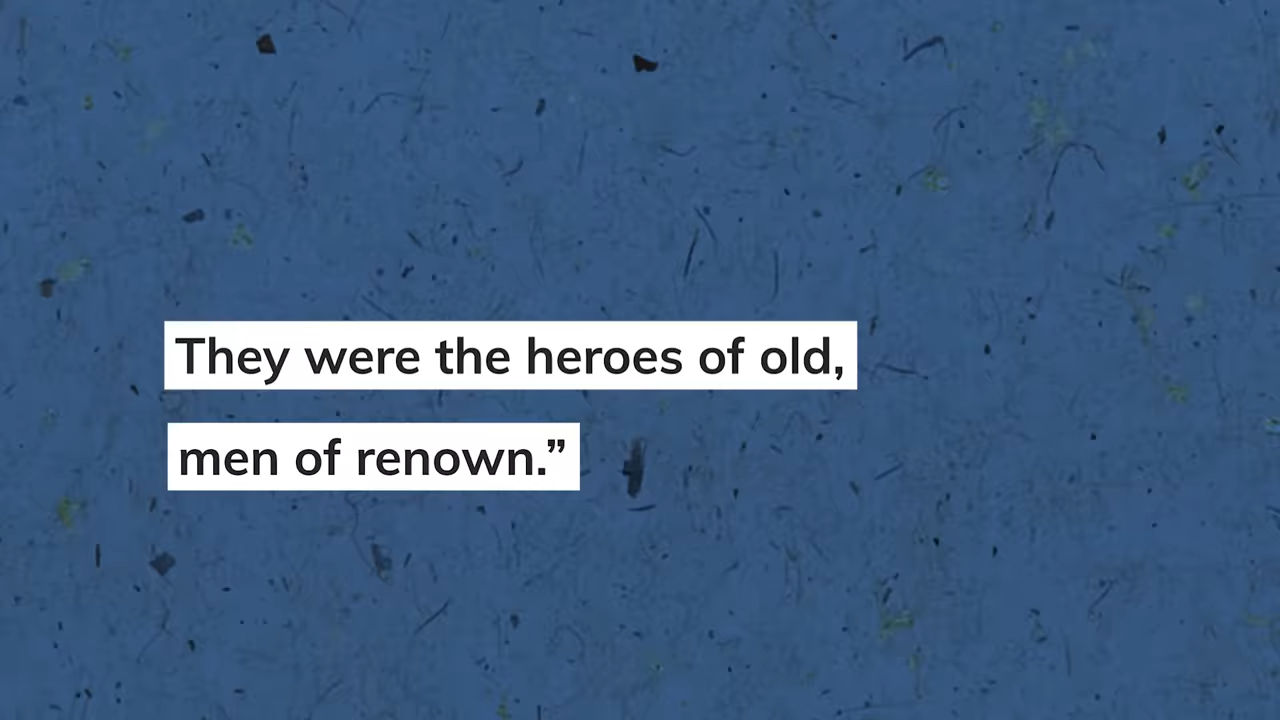 They were the heroes of old,
men of renown.”